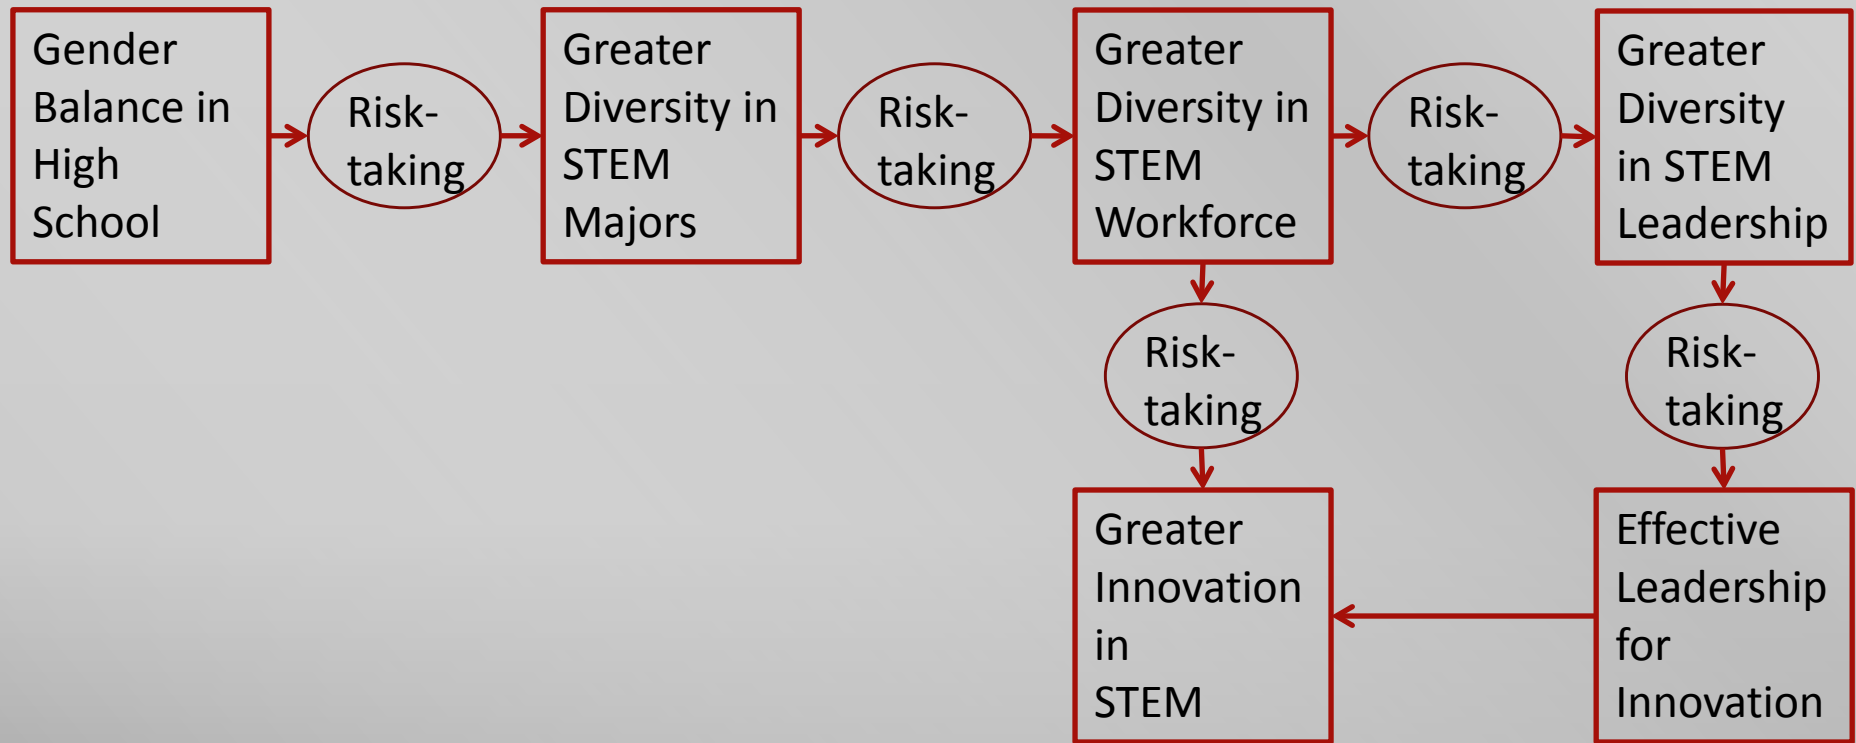 Gender
Balance in
High
School
Risk-
taking
Greater
Diversity in
STEM
Majors
Risk-
taking
Greater
Diversity in
STEM
Workforce
Risk-
taking
Greater
Diversity
in STEM
Leadership
Risk-
taking
Risk-
taking
Greater
Innovation
in
STEM
Effective
Leadership
for
Innovation